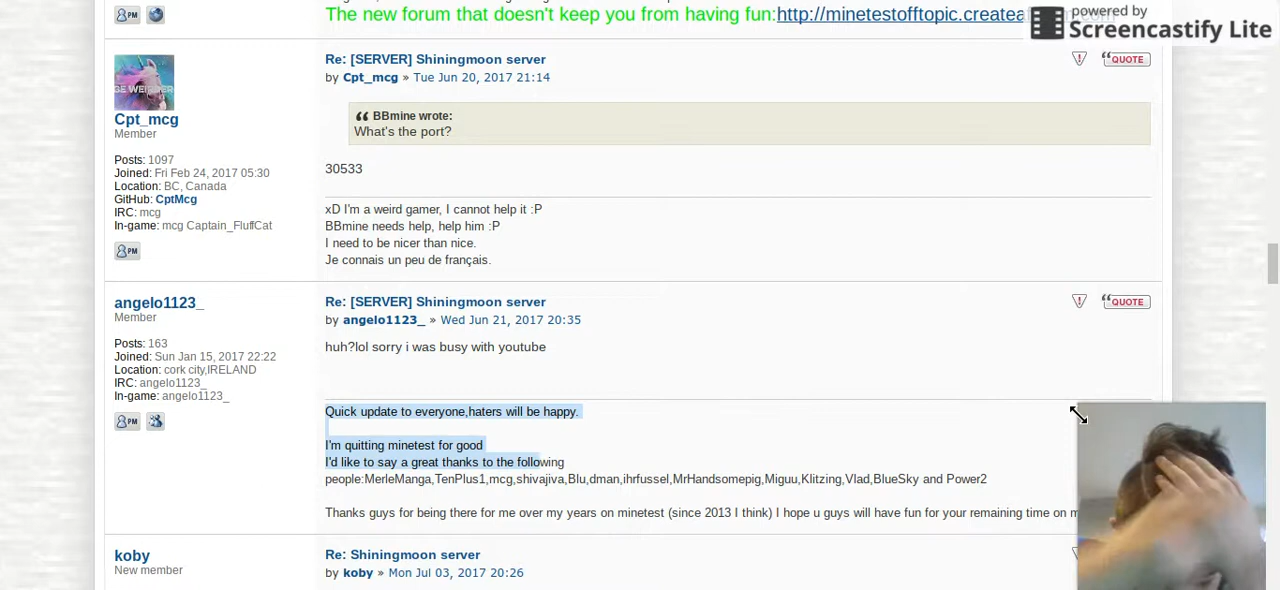 The new forum that doesn't keep you from having fun:http://minetestofftopic.createa
powered by
Screencastify Lite
Re: [SERVER] Shiningmoon server
QUOTE
by Cpt_mcg » Tue Jun 20, 2017 21:14
GE WEIRDER
BBmine wrote:
What's the port?
Cpt_mcg
Member
Posts: 1097
Joined: Fri Feb 24, 2017 05:30
Location: BC, Canada
GitHub: CptMcg
IRC: mcg
In-game: mcg Captain_FluffCat
PM
30533
xD I'm a weird gamer, I cannot help it :P
BBmine needs help, help him :P
I need to be nicer than nice.
Je connais un peu de français.
angelo1123_
Member
Re: [SERVER] Shiningmoon server
QUOTE
by angelo1123_ » Wed Jun 21, 2017 20:35
Posts: 163
Joined: Sun Jan 15, 2017 22:22
Location: cork city,IRELAND
IRC: angelo1123_
In-game: angelo1123_
PM
huh?lol sorry i was busy with youtube
Quick update to everyone,haters will be happy.
I'm quitting minetest for good
I'd like to say a great thanks to the following
people:MerleManga,TenPlus1,mcg,shivajiva,Blu,dman,ihrfussel,MrHandsomepig,Miguu,Klitzing,Vlad,BlueSky and Power2
Thanks guys for being there for me over my years on minetest (since 2013 I think) I hope u guys will have fun for your remaining time on m
koby
New member
Re: Shiningmoon server
by koby » Mon Jul 03, 2017 20:26